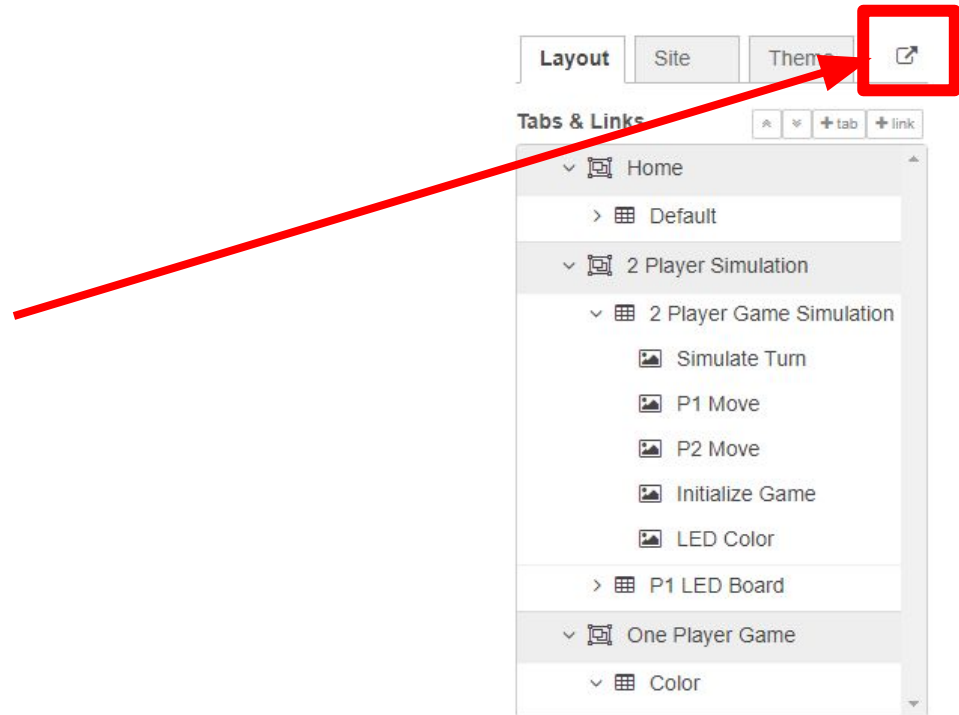 Layout Site Theme
Tabs & Links + tab + link
Home
Default
2 Player Simulation
2 Player Game Simulation
Simulate Turn
P1 Move
P2 Move
Initialize Game
LED Color
P1 LED Board
One Player Game
Color